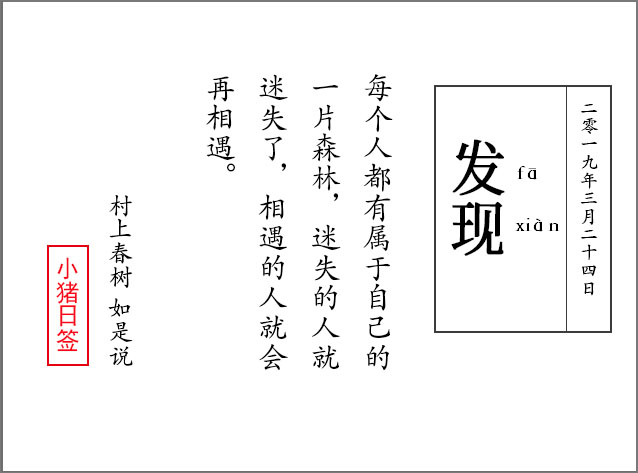 二零一九年三月二十四日
发现
fā
xiàn
每个人都有属于自己的
一片森林，迷失的人就
迷失了，相遇的人就会
再相遇。
村上春树 如是说
小猪日签